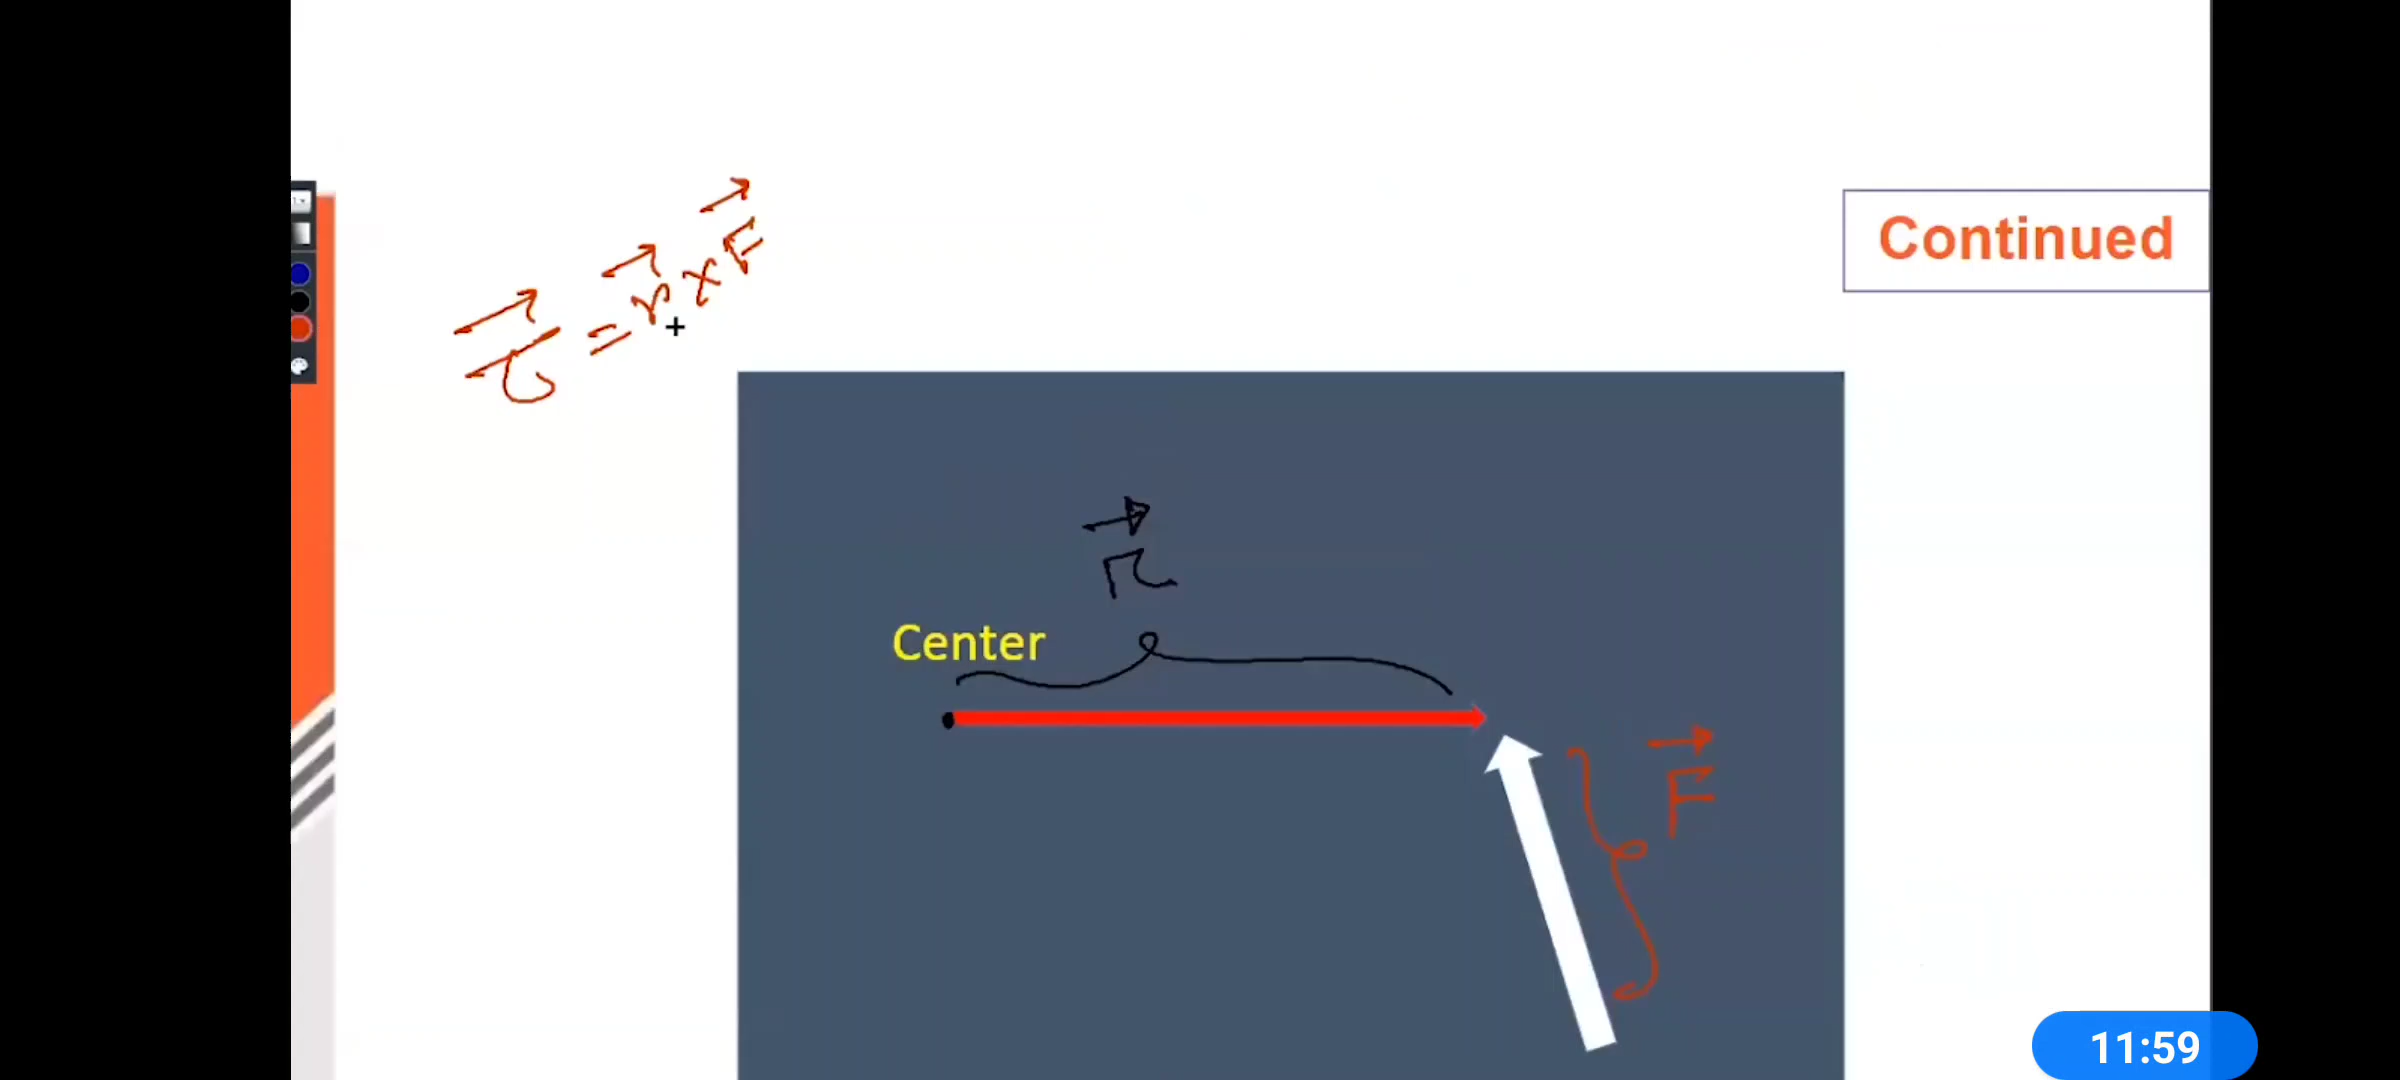 Continued
τ⃗ = r⃗ × F⃗
r⃗
Center
F⃗
11:59